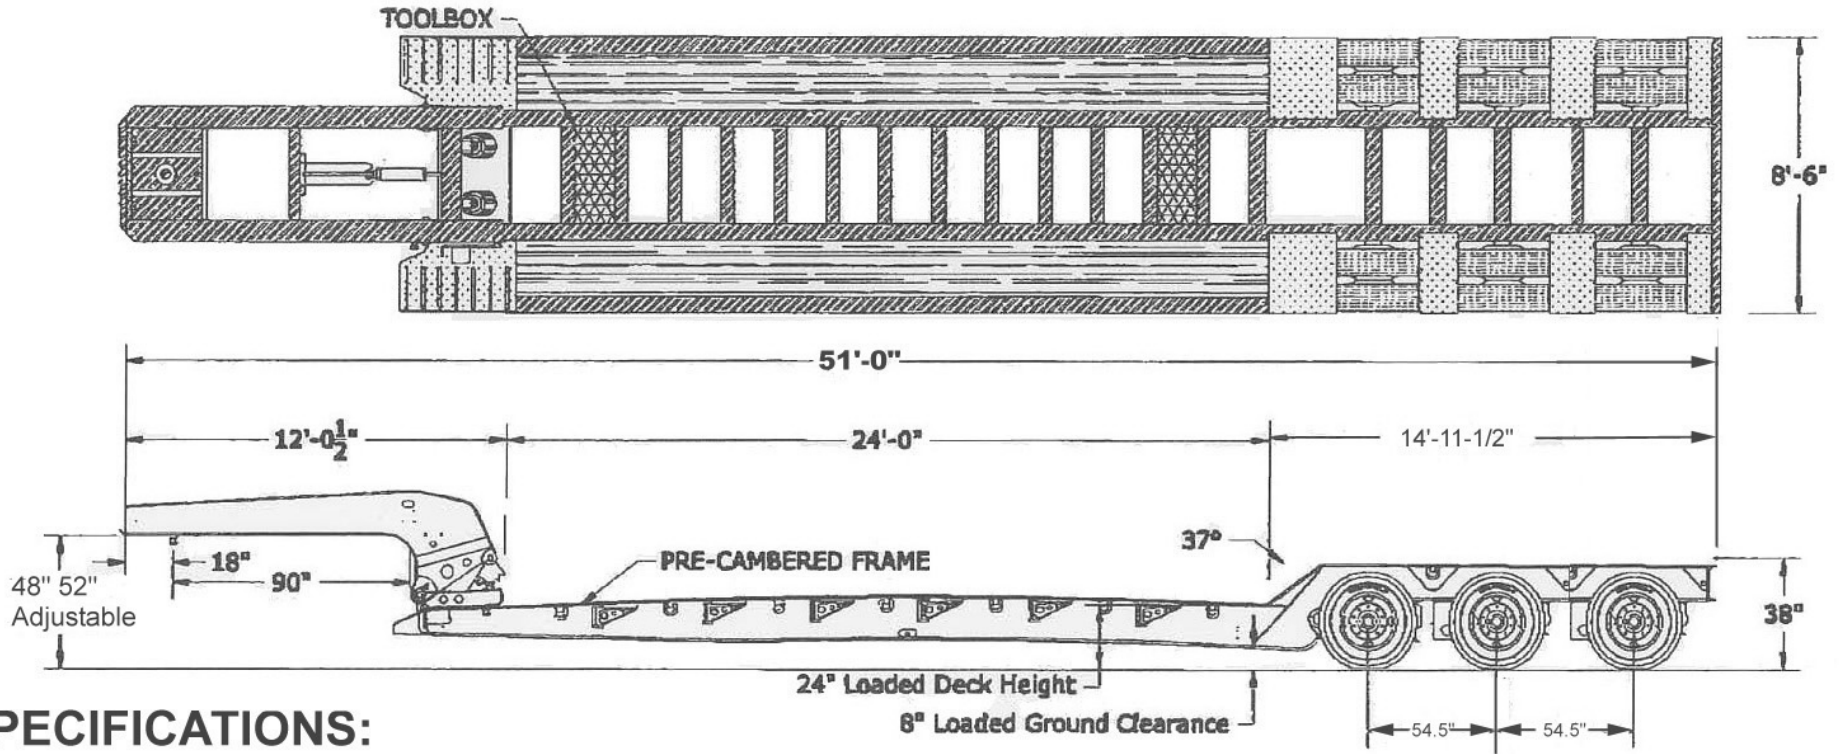 TOOLBOX
8'-6"
51'-0"
12'-0 1/2"
24'-0"
14'-11-1/2"
37°
PRE-CAMBERED FRAME
18"
90"
48" 52"
Adjustable
38"
24" Loaded Deck Height
8" Loaded Ground Clearance
54.5"
54.5"
PECIFICATIONS: